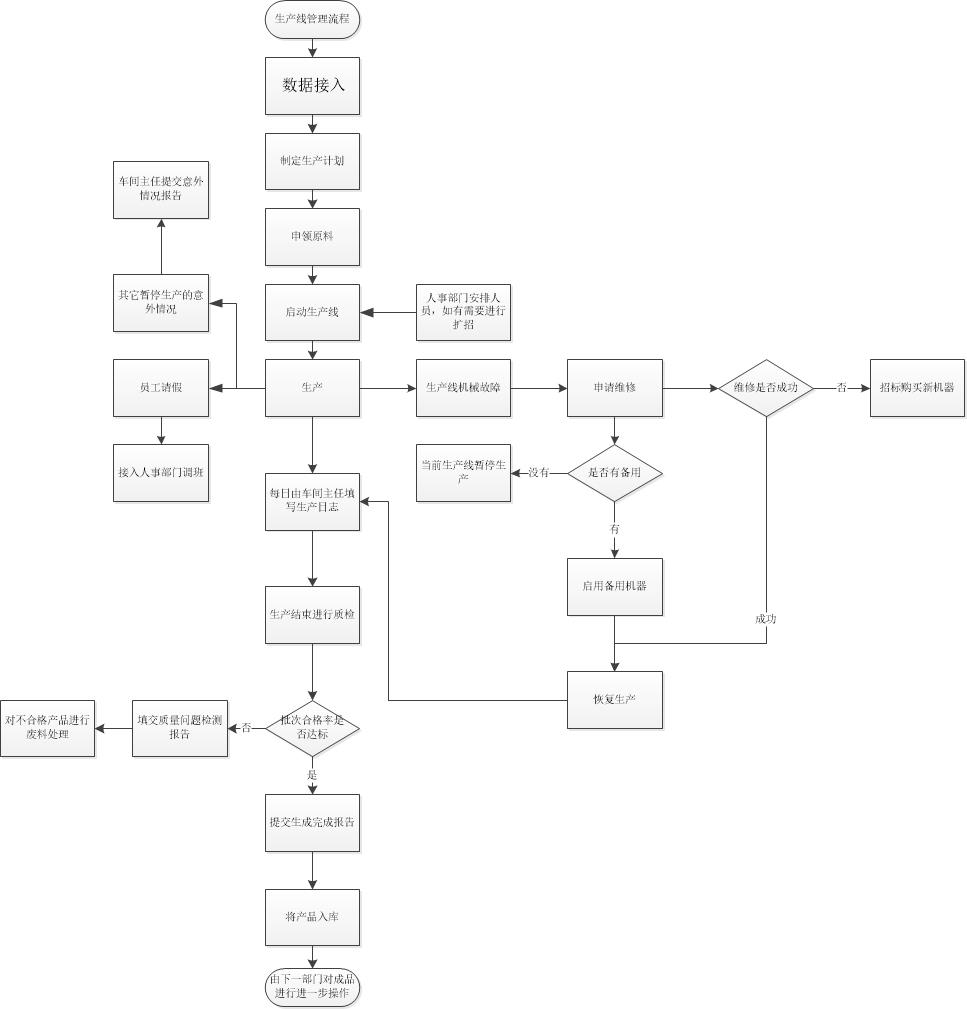 生产线管理流程
数据接入
制定生产计划
车间主任提交意外
情况报告
申领原料
其它暂停生产的意
外情况
启动生产线
人事部门安排人
员，如有需要进行
扩招
员工请假
生产
生产线机械故障
申请维修
维修是否成功
否
招标购买新机器
接入人事部门调班
当前生产线暂停生
产
没有
是否有备用
每日由车间主任填
写生产日志
有
启用备用机器
生产结束进行质检
成功
恢复生产
对不合格产品进行
废料处理
填交质量问题检测
报告
否
批次合格率是
否达标
是
提交生成完成报告
将产品入库
由下一部门对成品
进行进一步操作